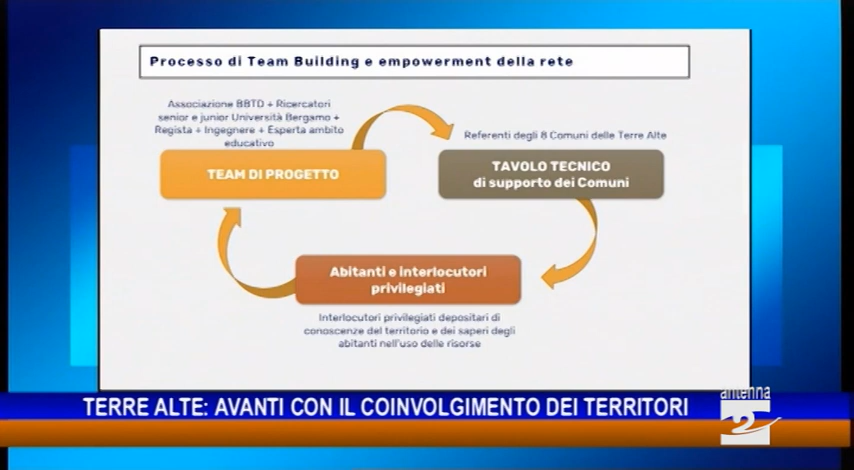 Processo di Team Building e empowerment della rete
Associazione BBTD + Ricercatori
senior e junior Università Bergamo +
Regista + Ingegnere + Esperta ambito
educativo
Referenti degli 8 Comuni delle Terre Alte
TEAM DI PROGETTO
TAVOLO TECNICO
di supporto dei Comuni
Abitanti e interlocutori
privilegiati
Interlocutori privilegiati depositari di
conoscenze del territorio e dei saperi degli
abitanti nell'uso delle risorse
TERRE ALTE: AVANTI CON IL COINVOLGIMENTO DEI TERRITORI
antenna
2